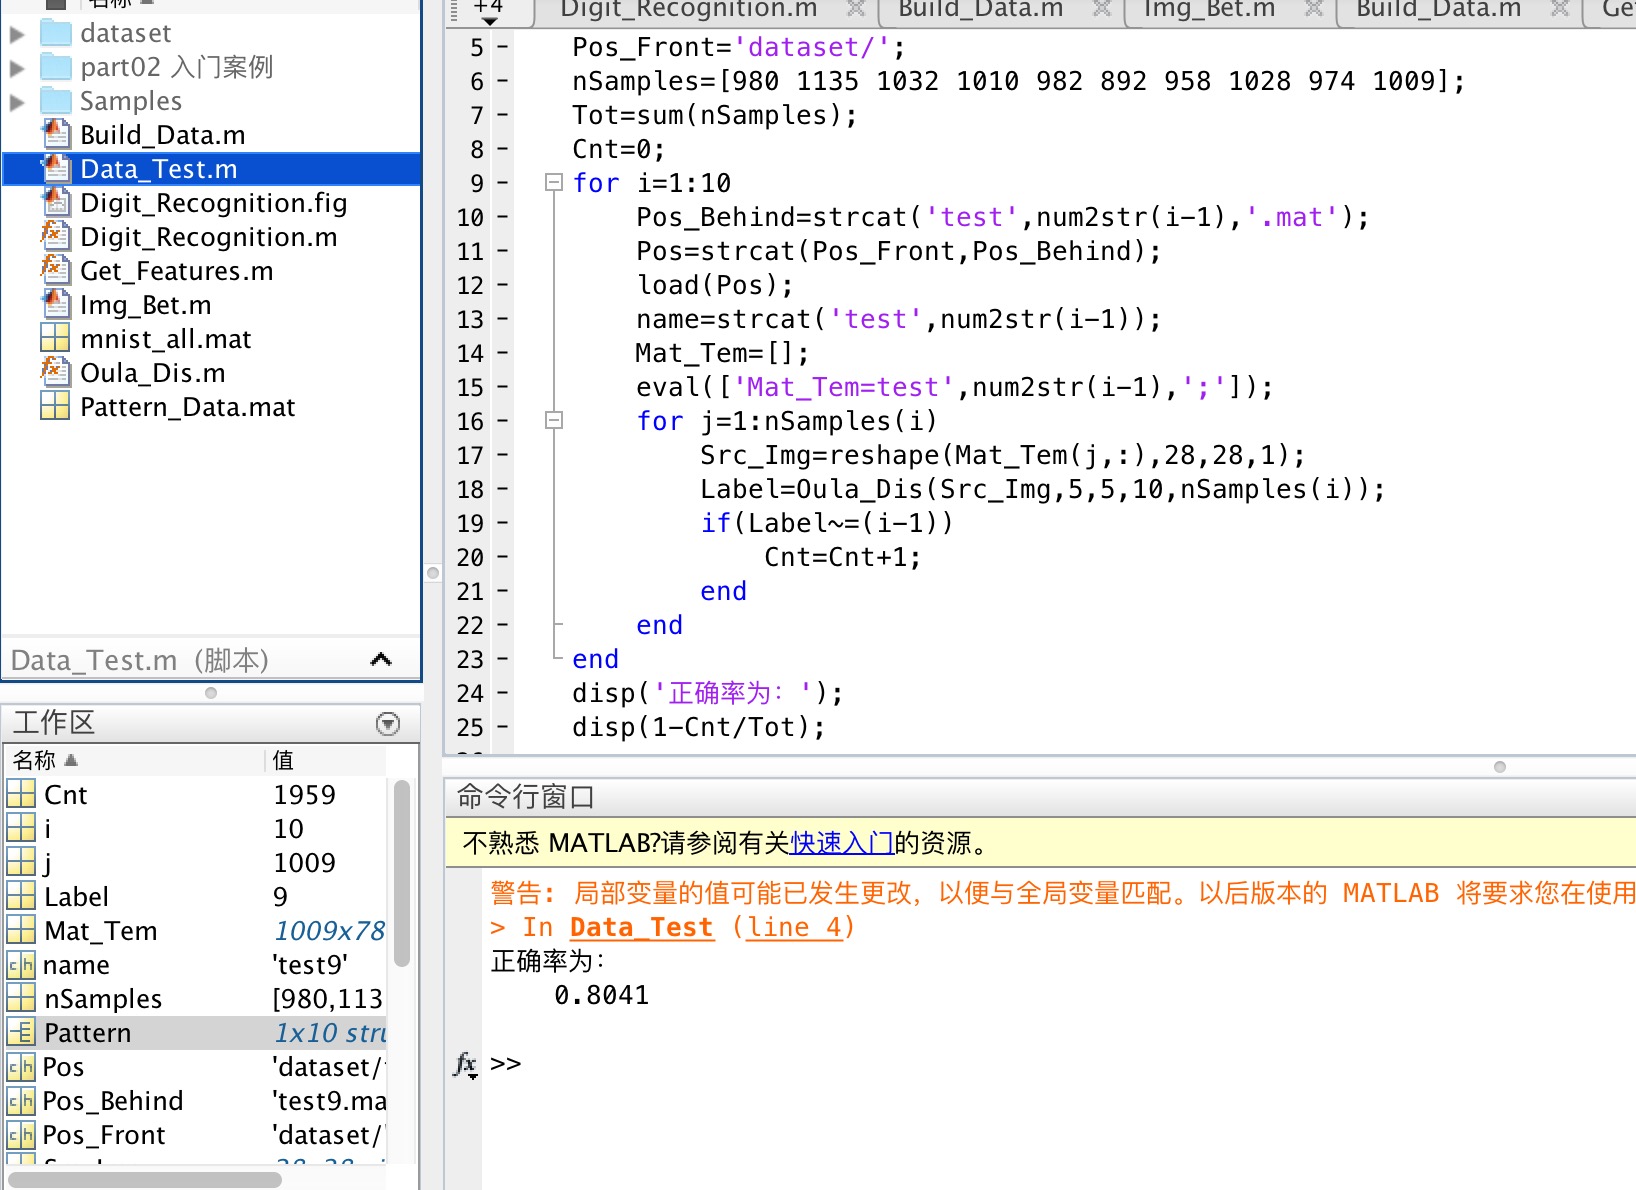 名称
dataset
part02 入门案例
Samples
Build_Data.m
Data_Test.m
Digit_Recognition.fig
Digit_Recognition.m
Get_Features.m
Img_Bet.m
mnist_all.mat
Oula_Dis.m
Pattern_Data.mat
Data_Test.m (脚本)
工作区
名称 值
Cnt 1959
i 10
j 1009
Label 9
Mat_Tem 1009x78
name 'test9'
nSamples [980,113
Pattern 1x10 stru
Pos 'dataset/
Pos_Behind 'test9.ma
Pos_Front 'dataset/'
+4 Digit_Recognition.m Build_Data.m Img_Bet.m Build_Data.m Get
5 Pos_Front='dataset/';
6 nSamples=[980 1135 1032 1010 982 892 958 1028 974 1009];
7 Tot=sum(nSamples);
8 Cnt=0;
9 for i=1:10
10 Pos_Behind=strcat('test',num2str(i-1),'.mat');
11 Pos=strcat(Pos_Front,Pos_Behind);
12 load(Pos);
13 name=strcat('test',num2str(i-1));
14 Mat_Tem=[];
15 eval(['Mat_Tem=test',num2str(i-1),';']);
16 for j=1:nSamples(i)
17 Src_Img=reshape(Mat_Tem(j,:),28,28,1);
18 Label=Oula_Dis(Src_Img,5,5,10,nSamples(i));
19 if(Label~=(i-1))
20 Cnt=Cnt+1;
21 end
22 end
23 end
24 disp('正确率为：');
25 disp(1-Cnt/Tot);
命令行窗口
不熟悉 MATLAB?请参阅有关快速入门的资源。
警告: 局部变量的值可能已发生更改，以便与全局变量匹配。以后版本的 MATLAB 将要求您在使用
> In Data_Test (line 4)
正确率为：
0.8041
fx >>